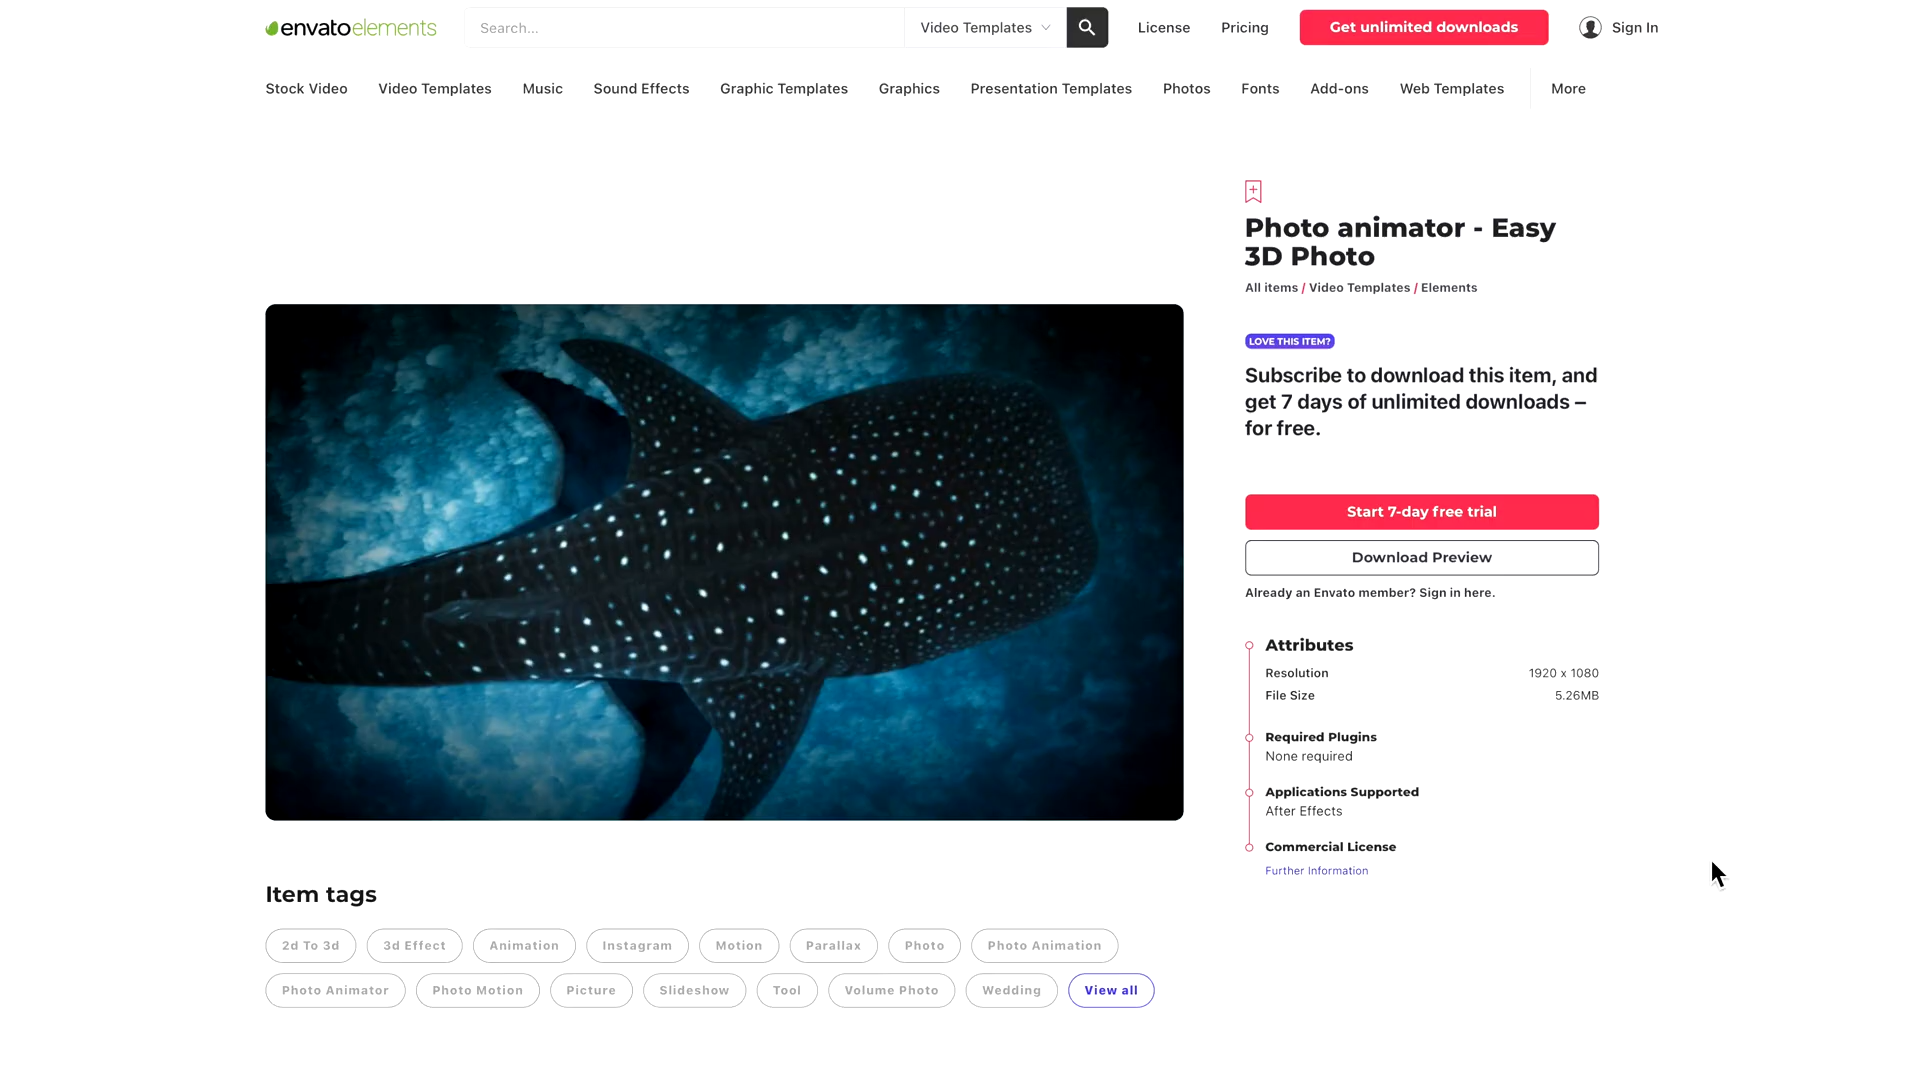 envatoelements
Search...
Video Templates
License
Pricing
Get unlimited downloads
Sign In
Stock Video
Video Templates
Music
Sound Effects
Graphic Templates
Graphics
Presentation Templates
Photos
Fonts
Add-ons
Web Templates
More
Photo animator - Easy
3D Photo
All items / Video Templates / Elements
LOVE THIS ITEM?
Subscribe to download this item, and
get 7 days of unlimited downloads –
for free.
Start 7-day free trial
Download Preview
Already an Envato member? Sign in here.
Attributes
Resolution 1920 x 1080
File Size 5.26MB
Required Plugins
None required
Applications Supported
After Effects
Commercial License
Further Information
Item tags
2d To 3d
3d Effect
Animation
Instagram
Motion
Parallax
Photo
Photo Animation
Photo Animator
Photo Motion
Picture
Slideshow
Tool
Volume Photo
Wedding
View all